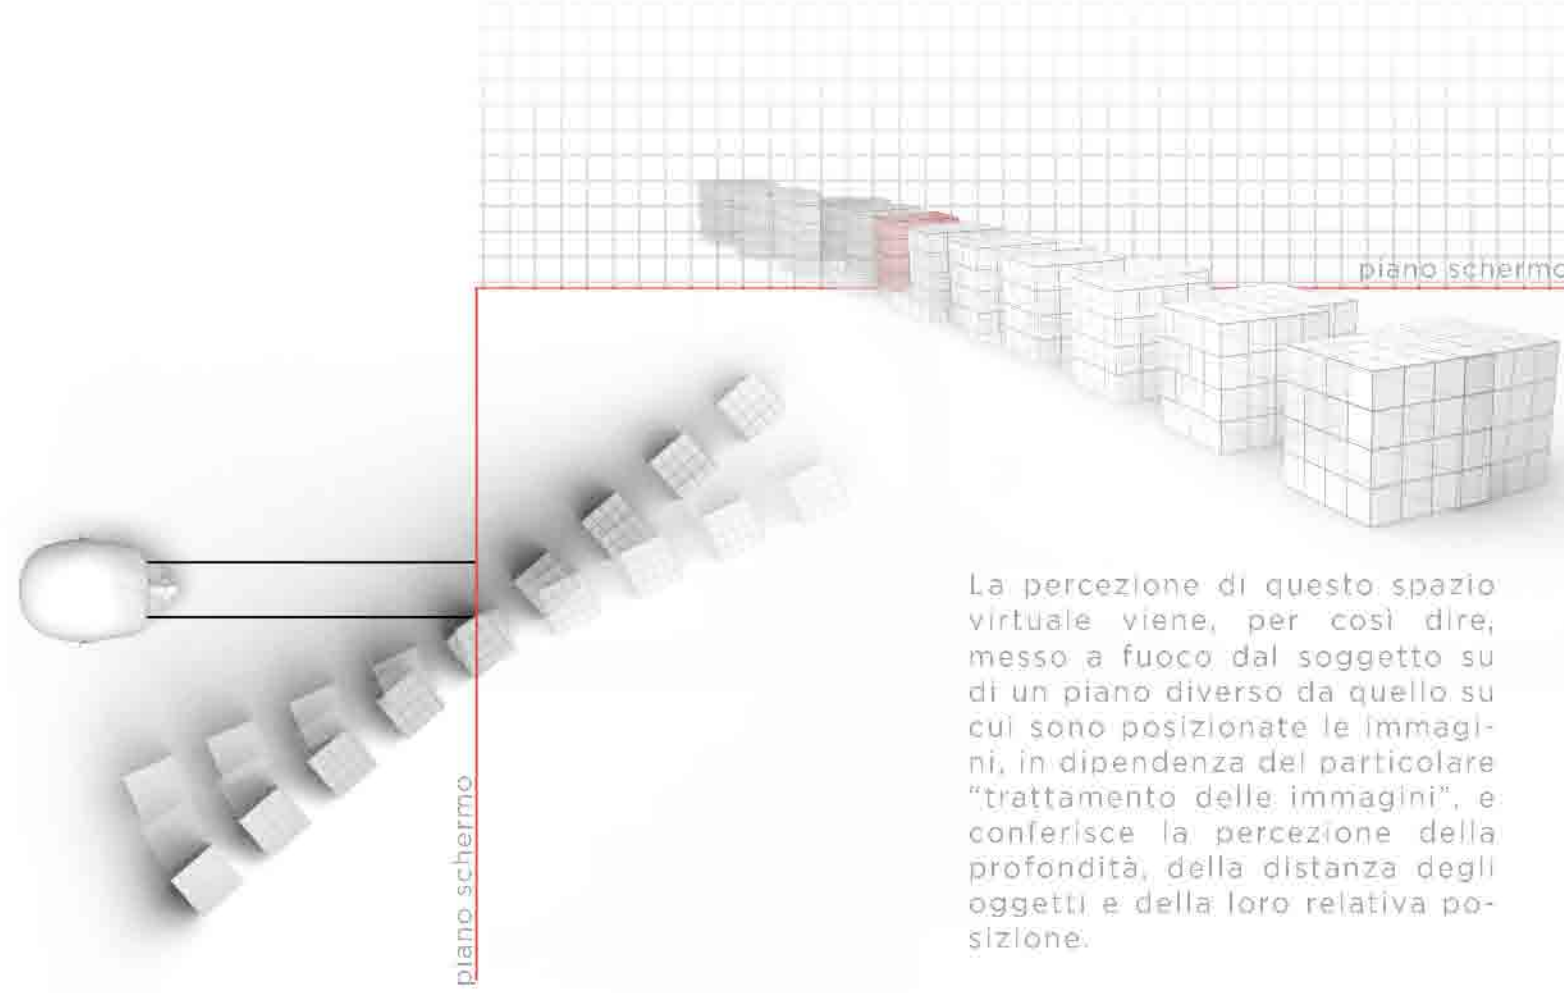 piano schermo
La percezione di questo spazio
virtuale viene, per così dire,
messo a fuoco dal soggetto su
di un piano diverso da quello su
cui sono posizionate le immagi-
ni, in dipendenza del particolare
“trattamento delle immagini”, e
conferisce la percezione della
profondità, della distanza degli
oggetti e della loro relativa po-
sizione.
piano schermo